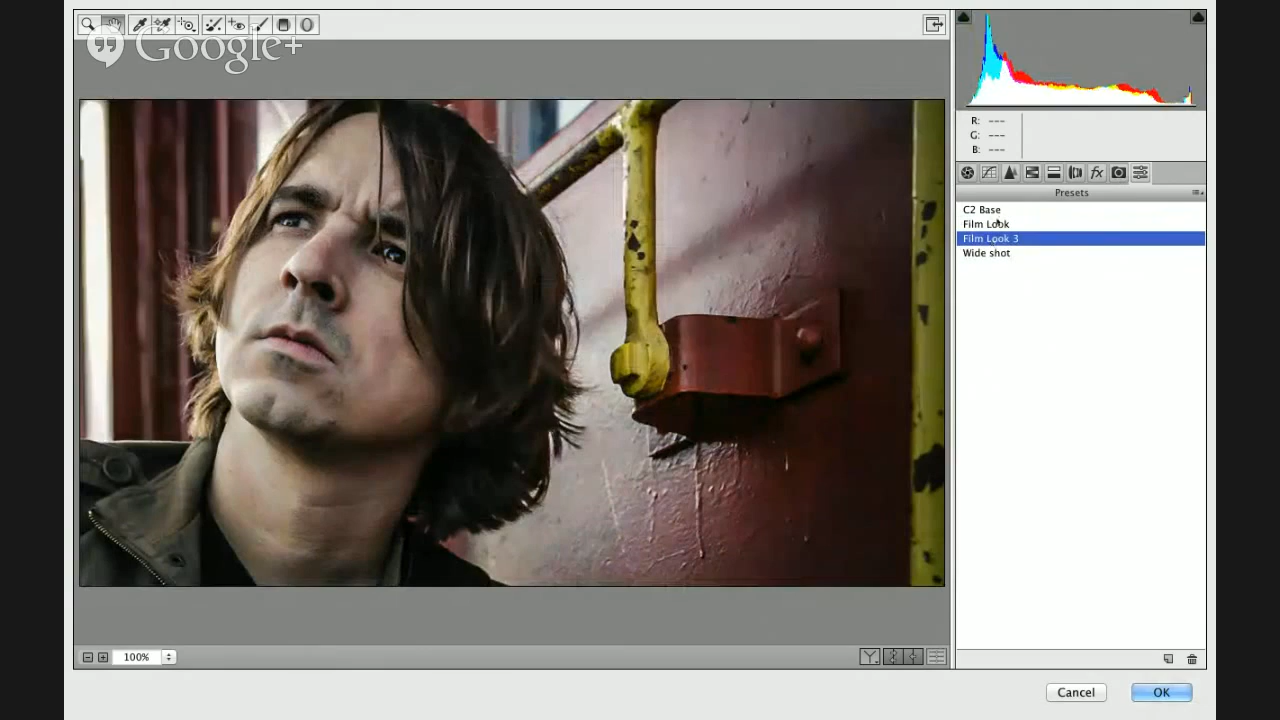 Google+
R: ---
G: ---
B: ---
Presets
C2 Base
Film Look
Film Look 3
Wide shot
100%
Cancel
OK